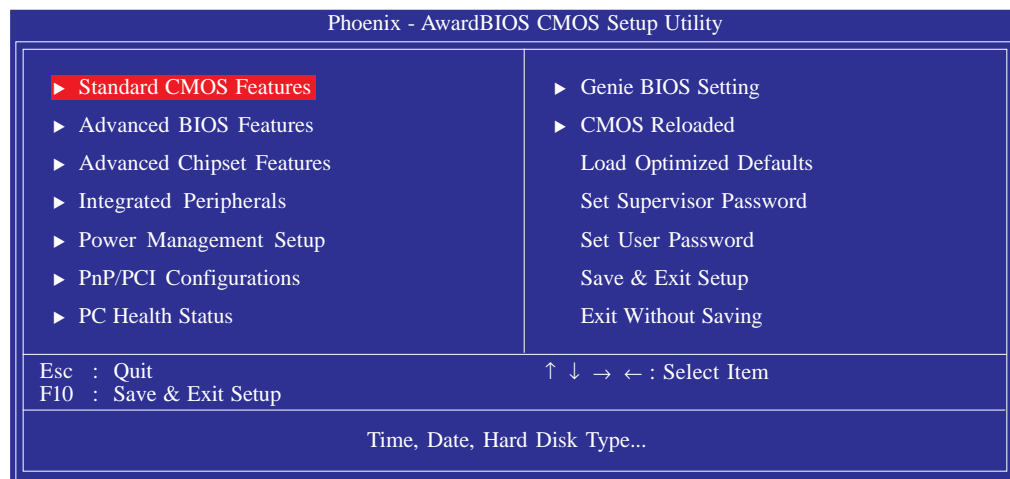 Phoenix - AwardBIOS CMOS Setup Utility
▶ Standard CMOS Features
▶ Advanced BIOS Features
▶ Advanced Chipset Features
▶ Integrated Peripherals
▶ Power Management Setup
▶ PnP/PCI Configurations
▶ PC Health Status
▶ Genie BIOS Setting
▶ CMOS Reloaded
Load Optimized Defaults
Set Supervisor Password
Set User Password
Save & Exit Setup
Exit Without Saving
Esc : Quit
F10 : Save & Exit Setup
↑ ↓ → ← : Select Item
Time, Date, Hard Disk Type...